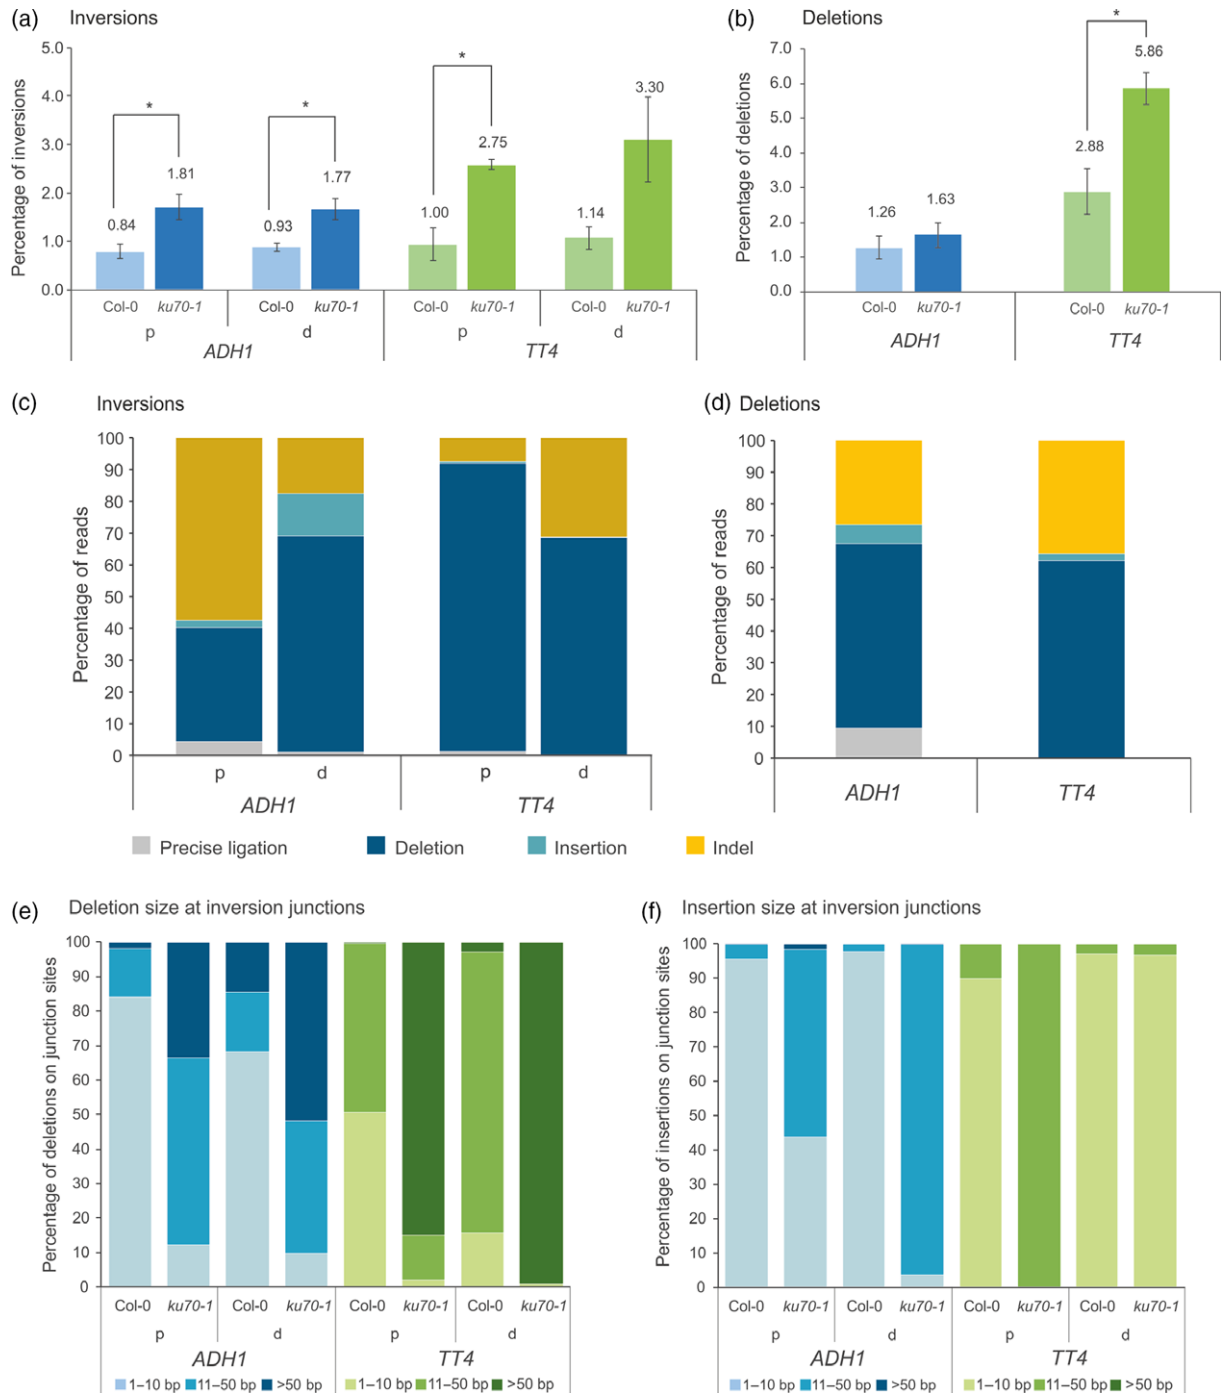 (a) Inversions
Percentage of inversions
5.0
4.0
3.0
2.0
1.0
0.0
* * *
0.84 1.81 0.93 1.77 1.00 2.75 1.14 3.30
Col-0 ku70-1 Col-0 ku70-1 Col-0 ku70-1 Col-0 ku70-1
p d p d
ADH1 TT4
(b) Deletions
Percentage of deletions
7.0
6.0
5.0
4.0
3.0
2.0
1.0
0.0
*
1.26 1.63 2.88 5.86
Col-0 ku70-1 Col-0 ku70-1
ADH1 TT4
(c) Inversions
Percentage of reads
100
90
80
70
60
50
40
30
20
10
0
p d p d
ADH1 TT4
(d) Deletions
Percentage of reads
100
90
80
70
60
50
40
30
20
10
0
ADH1 TT4
Precise ligation Deletion Insertion Indel
(e) Deletion size at inversion junctions
Percentage of deletions on junction sites
100
90
80
70
60
50
40
30
20
10
0
Col-0 ku70-1 Col-0 ku70-1 Col-0 ku70-1 Col-0 ku70-1
p d p d
ADH1 TT4
1–10 bp 11–50 bp >50 bp 1–10 bp 11–50 bp >50 bp
(f) Insertion size at inversion junctions
Percentage of insertions on junction sites
100
90
80
70
60
50
40
30
20
10
0
Col-0 ku70-1 Col-0 ku70-1 Col-0 ku70-1 Col-0 ku70-1
p d p d
ADH1 TT4
1–10 bp 11–50 bp >50 bp 1–10 bp 11–50 bp >50 bp